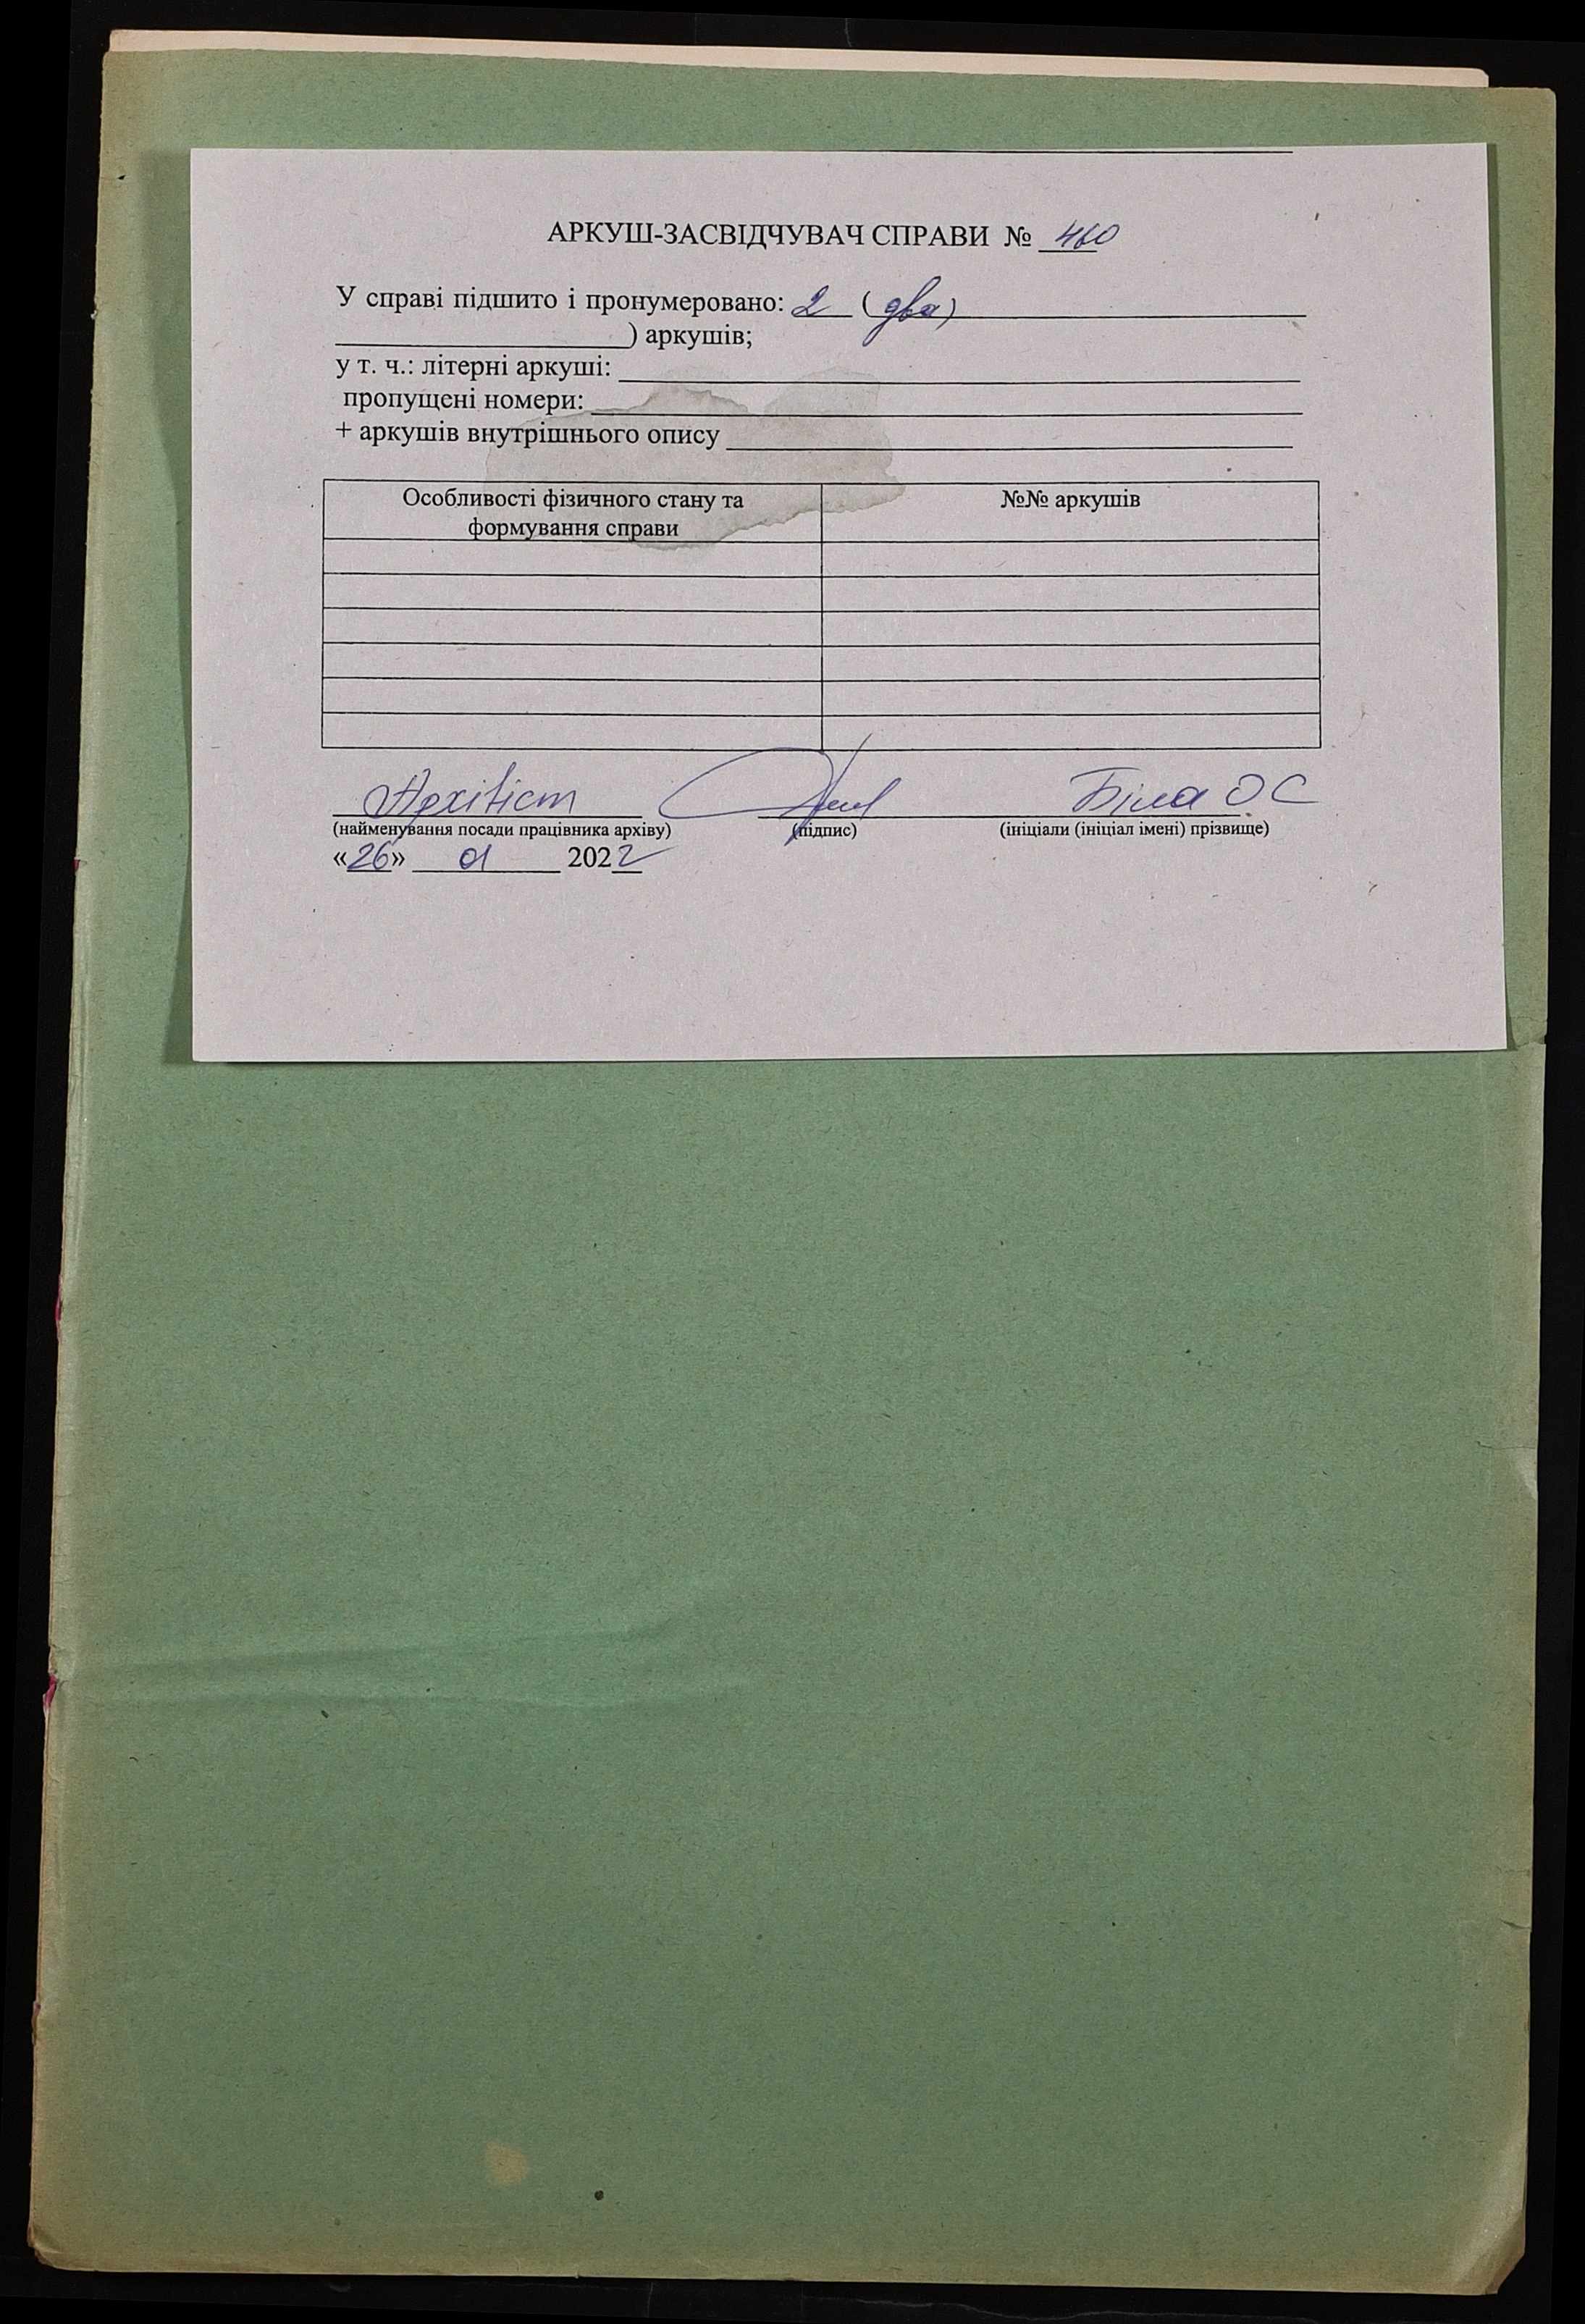 АРКУШ-ЗАСВІДЧУВАЧ СПРАВИ № 460
У справі підшито і пронумеровано: 2 (два)
) аркушів;
у т. ч.: літерні аркуші:
пропущені номери:
+ аркушів внутрішнього опису
Особливості фізичного стану та формування справи №№ аркушів
Архівіст Біла О С
(найменування посади працівника архіву) (підпис) (ініціали (ініціал імені) прізвище)
«26» 01 2022